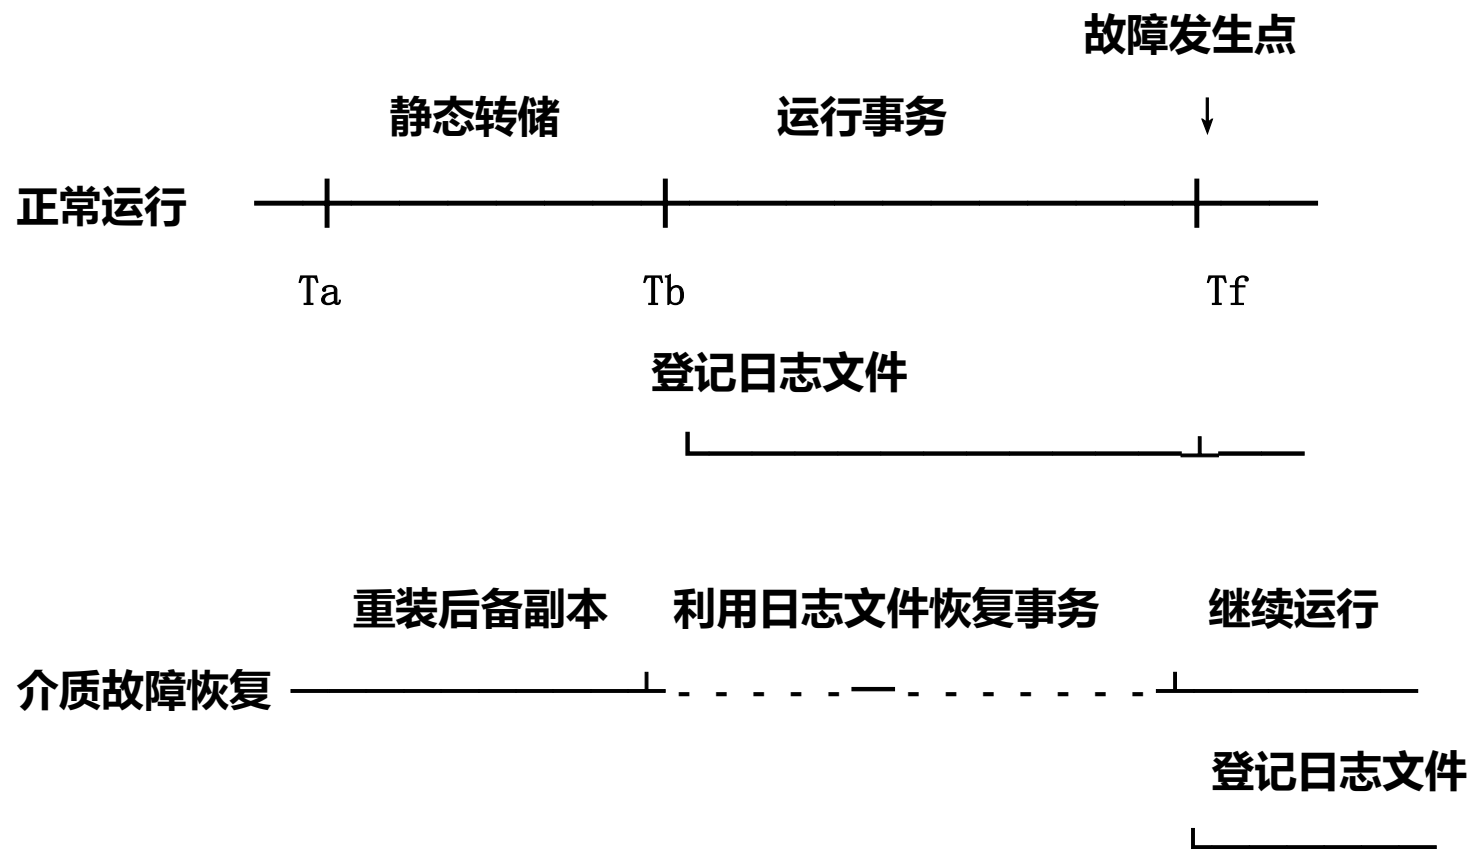 故障发生点
静态转储 运行事务
正常运行
Ta Tb Tf
登记日志文件
重装后备副本 利用日志文件恢复事务 继续运行
介质故障恢复
登记日志文件